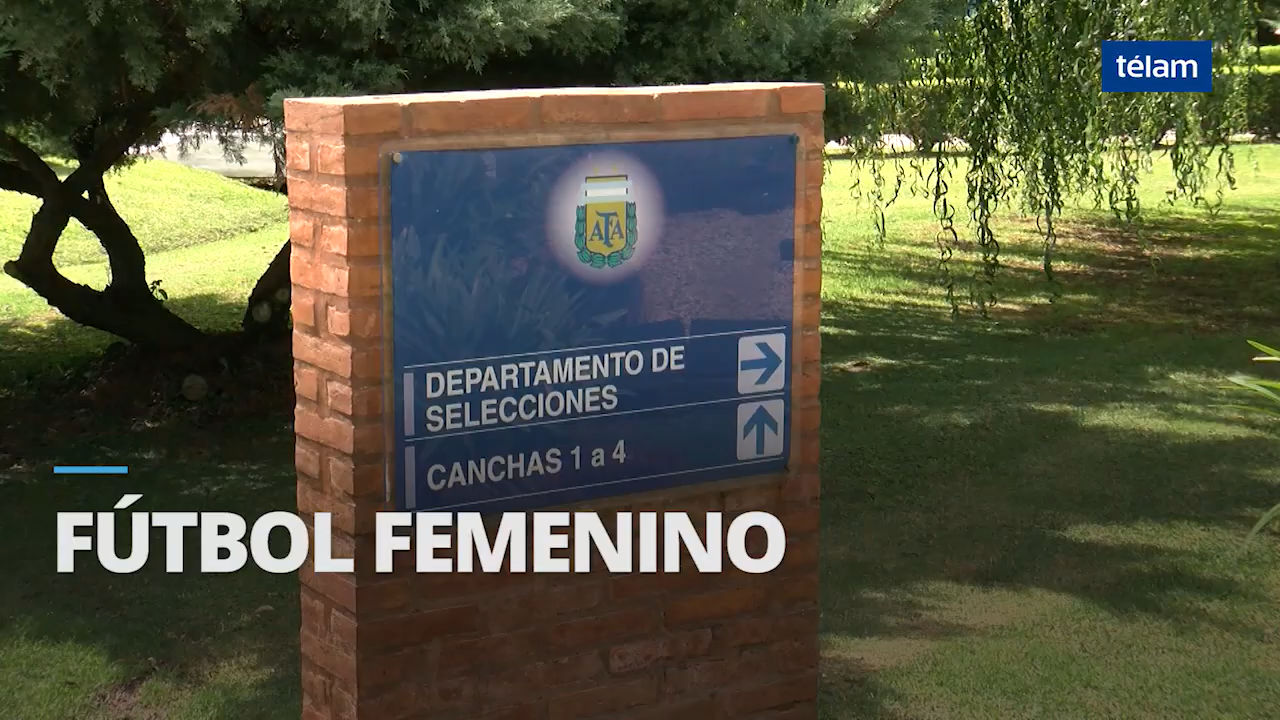 télam
AFA
DEPARTAMENTO DE
SELECCIONES
CANCHAS 1 a 4
FÚTBOL FEMENINO